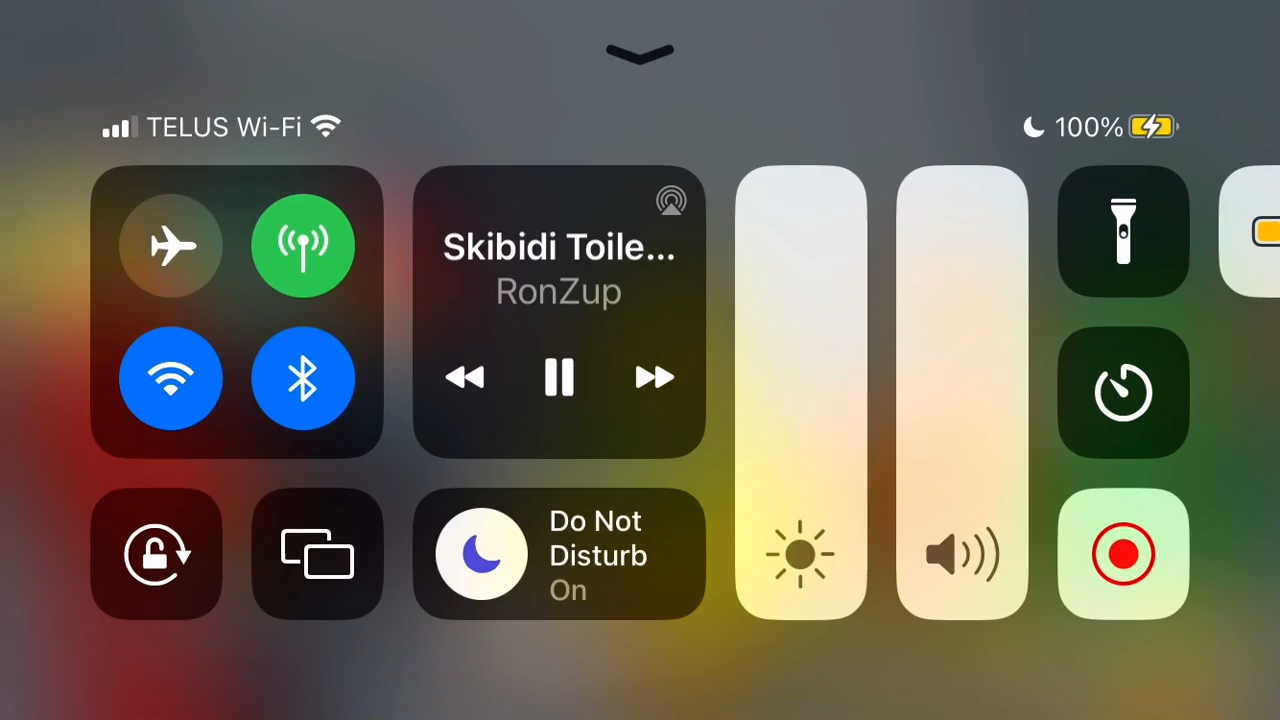 TELUS Wi-Fi
100%
Skibidi Toile...
RonZup
Do Not
Disturb
On